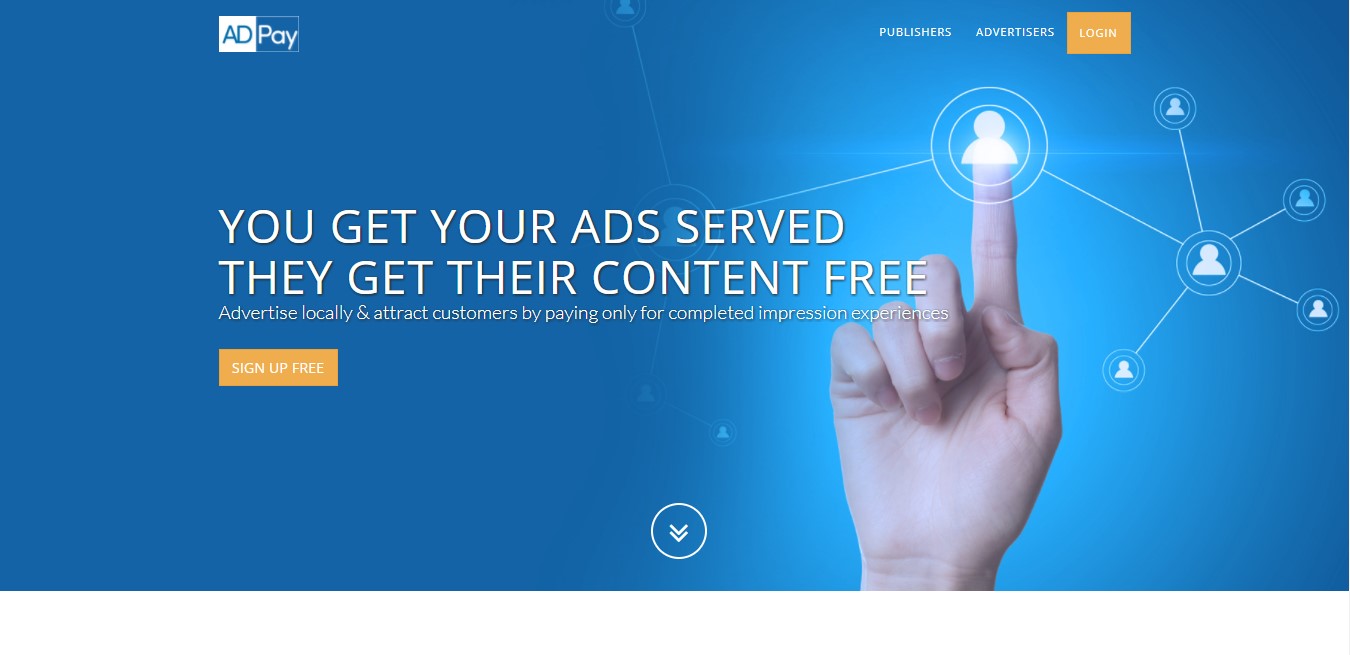 AD Pay
PUBLISHERS
ADVERTISERS
LOGIN
YOU GET YOUR ADS SERVED
THEY GET THEIR CONTENT FREE
Advertise locally & attract customers by paying only for completed impression experiences
SIGN UP FREE